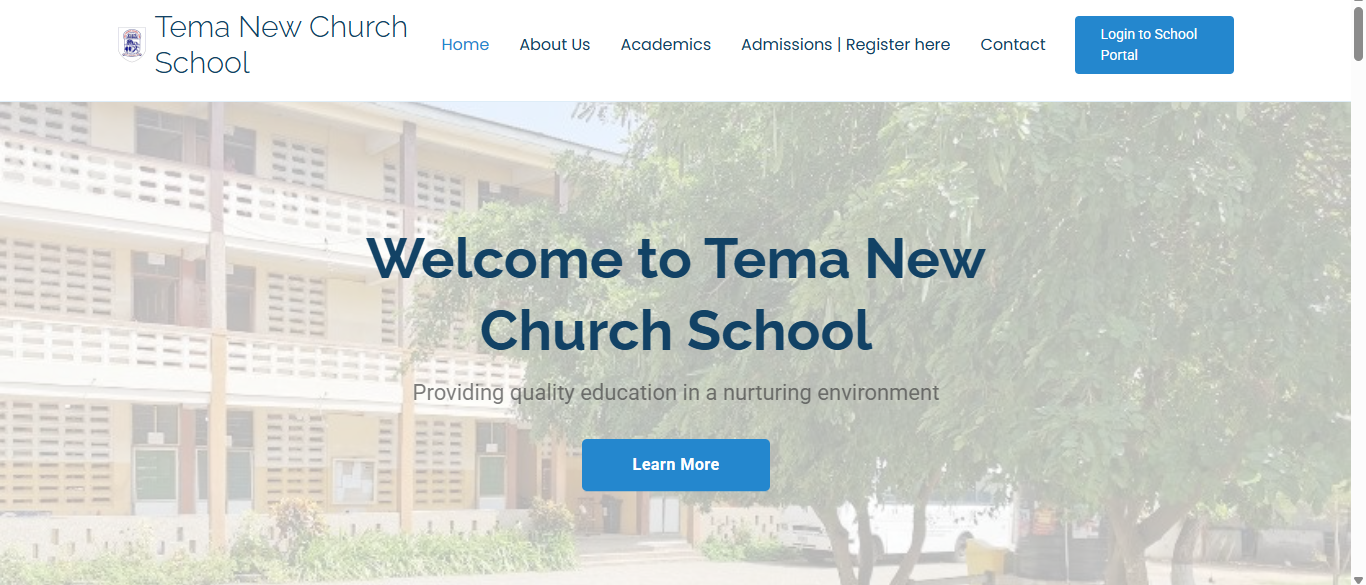 Tema New Church
School
Home
About Us
Academics
Admissions | Register here
Contact
Login to School
Portal
Welcome to Tema New
Church School
Providing quality education in a nurturing environment
Learn More